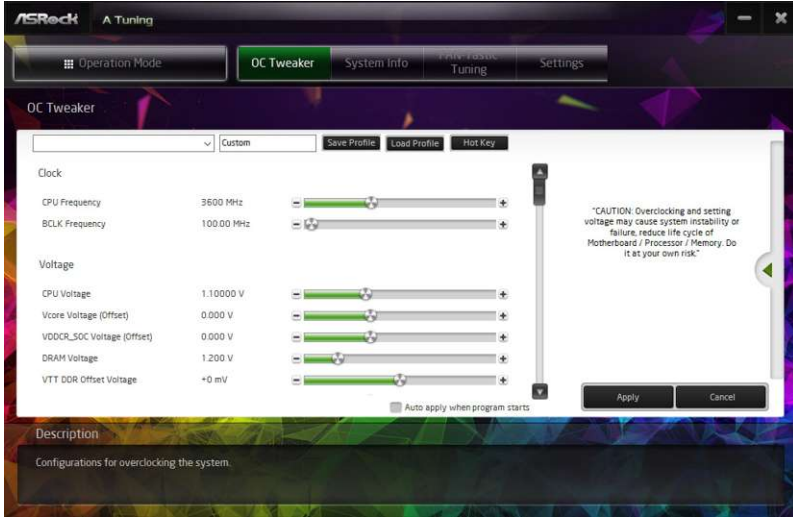 ASRock A Tuning
Operation Mode
OC Tweaker
System Info
FAN-Tastic
Tuning
Settings
OC Tweaker
Custom
Save Profile
Load Profile
Hot Key
Clock
CPU Frequency 3600 MHz
BCLK Frequency 100.00 MHz
Voltage
CPU Voltage 1.10000 V
Vcore Voltage (Offset) 0.000 V
VDDCR_SOC Voltage (Offset) 0.000 V
DRAM Voltage 1.200 V
VTT DDR Offset Voltage +0 mV
Auto apply when program starts
"CAUTION: Overclocking and setting
voltage may cause system instability or
failure, reduce life cycle of
Motherboard / Processor / Memory. Do
it at your own risk."
Apply
Cancel
Description
Configurations for overclocking the system.